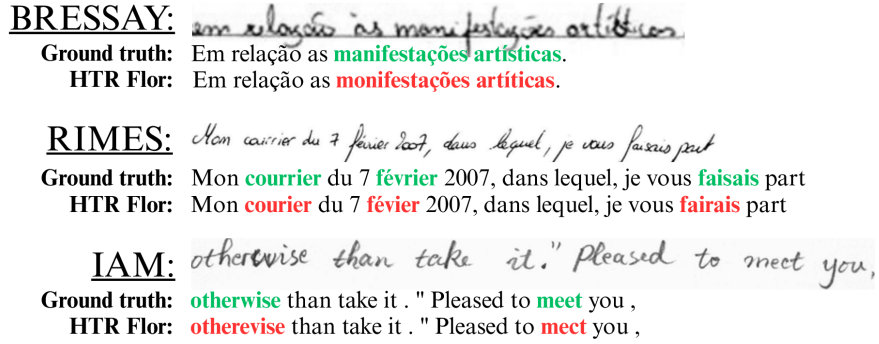 BRESSAY:
em relação às manifestações artísticas.
Ground truth: Em relação as manifestações artísticas.
HTR Flor: Em relação as monifestações artíticas.
RIMES:
Mon courrier du 7 février 2007, dans lequel, je vous faisais part
Ground truth: Mon courrier du 7 février 2007, dans lequel, je vous faisais part
HTR Flor: Mon courier du 7 févier 2007, dans lequel, je vous fairais part
IAM:
otherwise than take it." Pleased to meet you,
Ground truth: otherwise than take it . " Pleased to meet you ,
HTR Flor: otherevise than take it . " Pleased to mect you ,